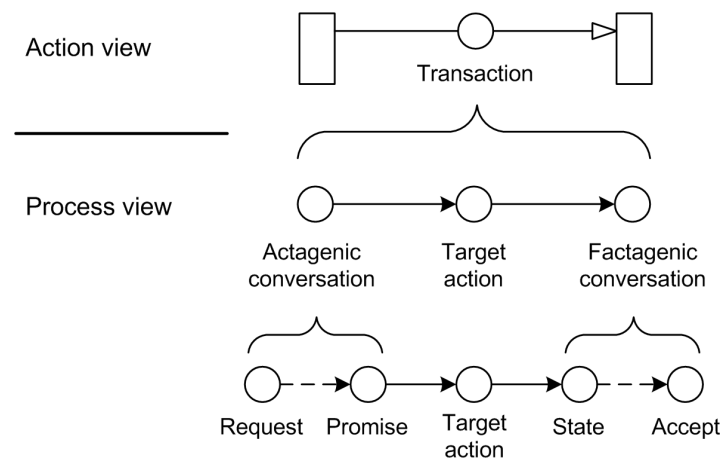 Action view
Transaction
Process view
Actagenic
conversation
Target
action
Factagenic
conversation
Request
Promise
Target
action
State
Accept